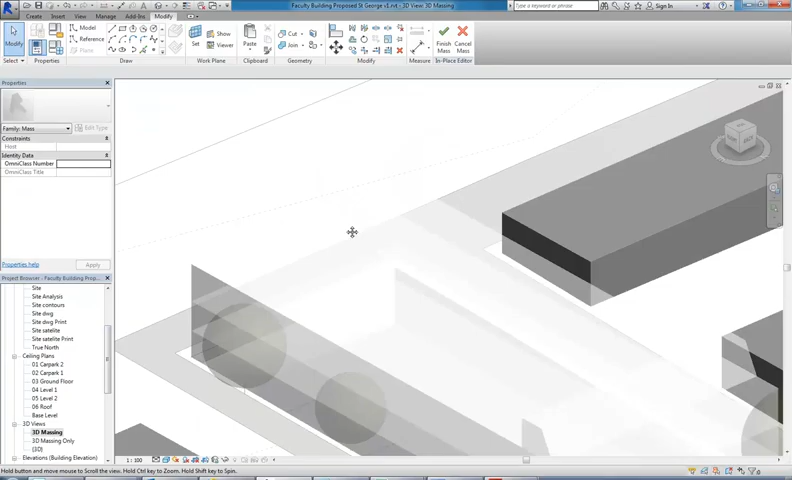 Faculty Building Proposed St George v1.rvt - 3D View: 3D Massing
Type a keyword or phrase
Sign In
Create Insert View Manage Add-Ins Modify
Modify
Model
Reference
Plane
Set
Show
Viewer
Paste
Cut
Join
Finish Mass
Cancel Mass
Select
Properties
Draw
Work Plane
Clipboard
Geometry
Modify
Measure
In-Place Editor
Properties
Family: Mass
Edit Type
Constraints
Host
Identity Data
OmniClass Number
OmniClass Title
Properties help
Apply
Project Browser - Faculty Building Prop...
Site
Site Analysis
Site contours
Site dwg
Site dwg Print
Site satelite
Site satelite Print
True North
Ceiling Plans
01 Carpark 2
02 Carpark 1
03 Ground Floor
04 Level 1
05 Level 2
06 Roof
Base Level
3D Views
3D Massing
3D Massing Only
{3D}
Elevations (Building Elevation)
1 : 100
Hold button and move mouse to Scroll the view. Hold Ctrl key to Zoom. Hold Shift key to Spin.